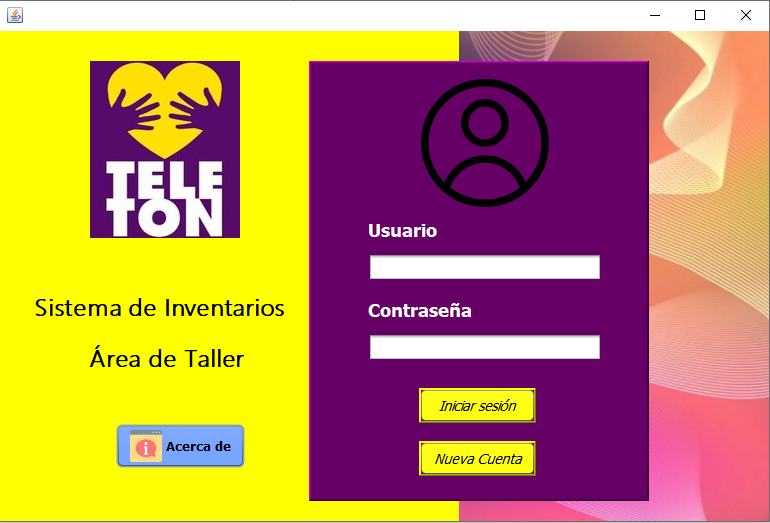 TELE
TON
Sistema de Inventarios
Área de Taller
i Acerca de
Usuario
Contraseña
Iniciar sesión
Nueva Cuenta